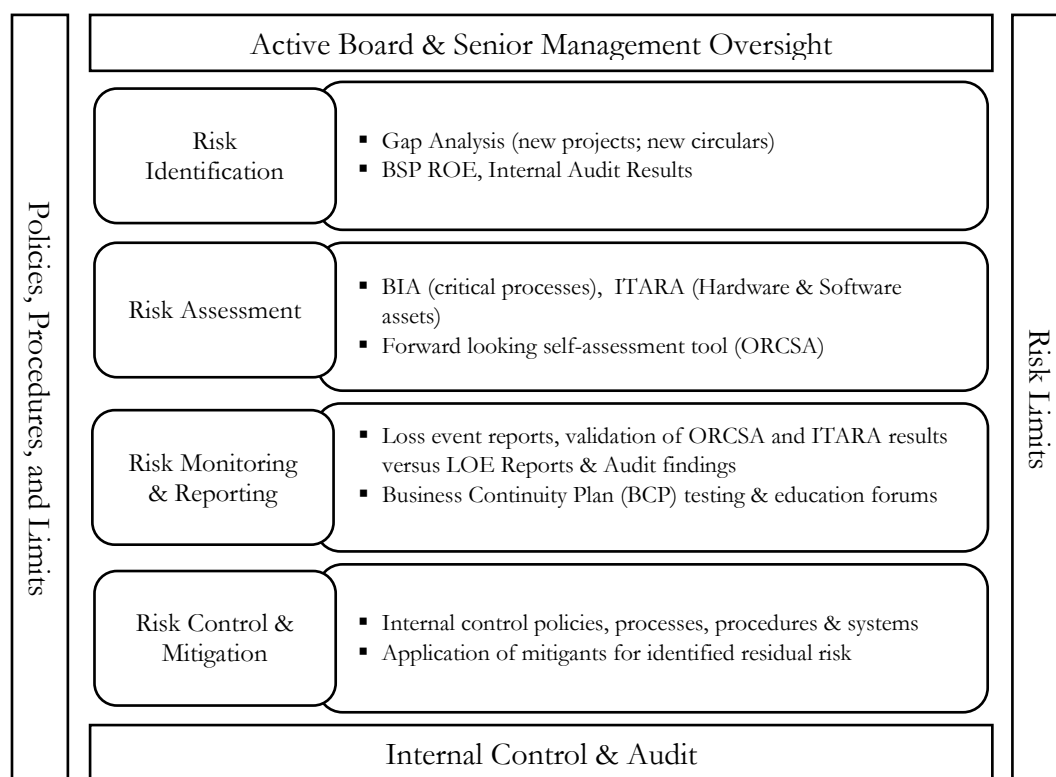 Active Board & Senior Management Oversight
Policies, Procedures, and Limits
Risk
Identification
▪ Gap Analysis (new projects; new circulars)
▪ BSP ROE, Internal Audit Results
Risk Assessment
▪ BIA (critical processes), ITARA (Hardware & Software
assets)
▪ Forward looking self-assessment tool (ORCSA)
Risk Monitoring
& Reporting
▪ Loss event reports, validation of ORCSA and ITARA results
versus LOE Reports & Audit findings
▪ Business Continuity Plan (BCP) testing & education forums
Risk Control &
Mitigation
▪ Internal control policies, processes, procedures & systems
▪ Application of mitigants for identified residual risk
Risk Limits
Internal Control & Audit